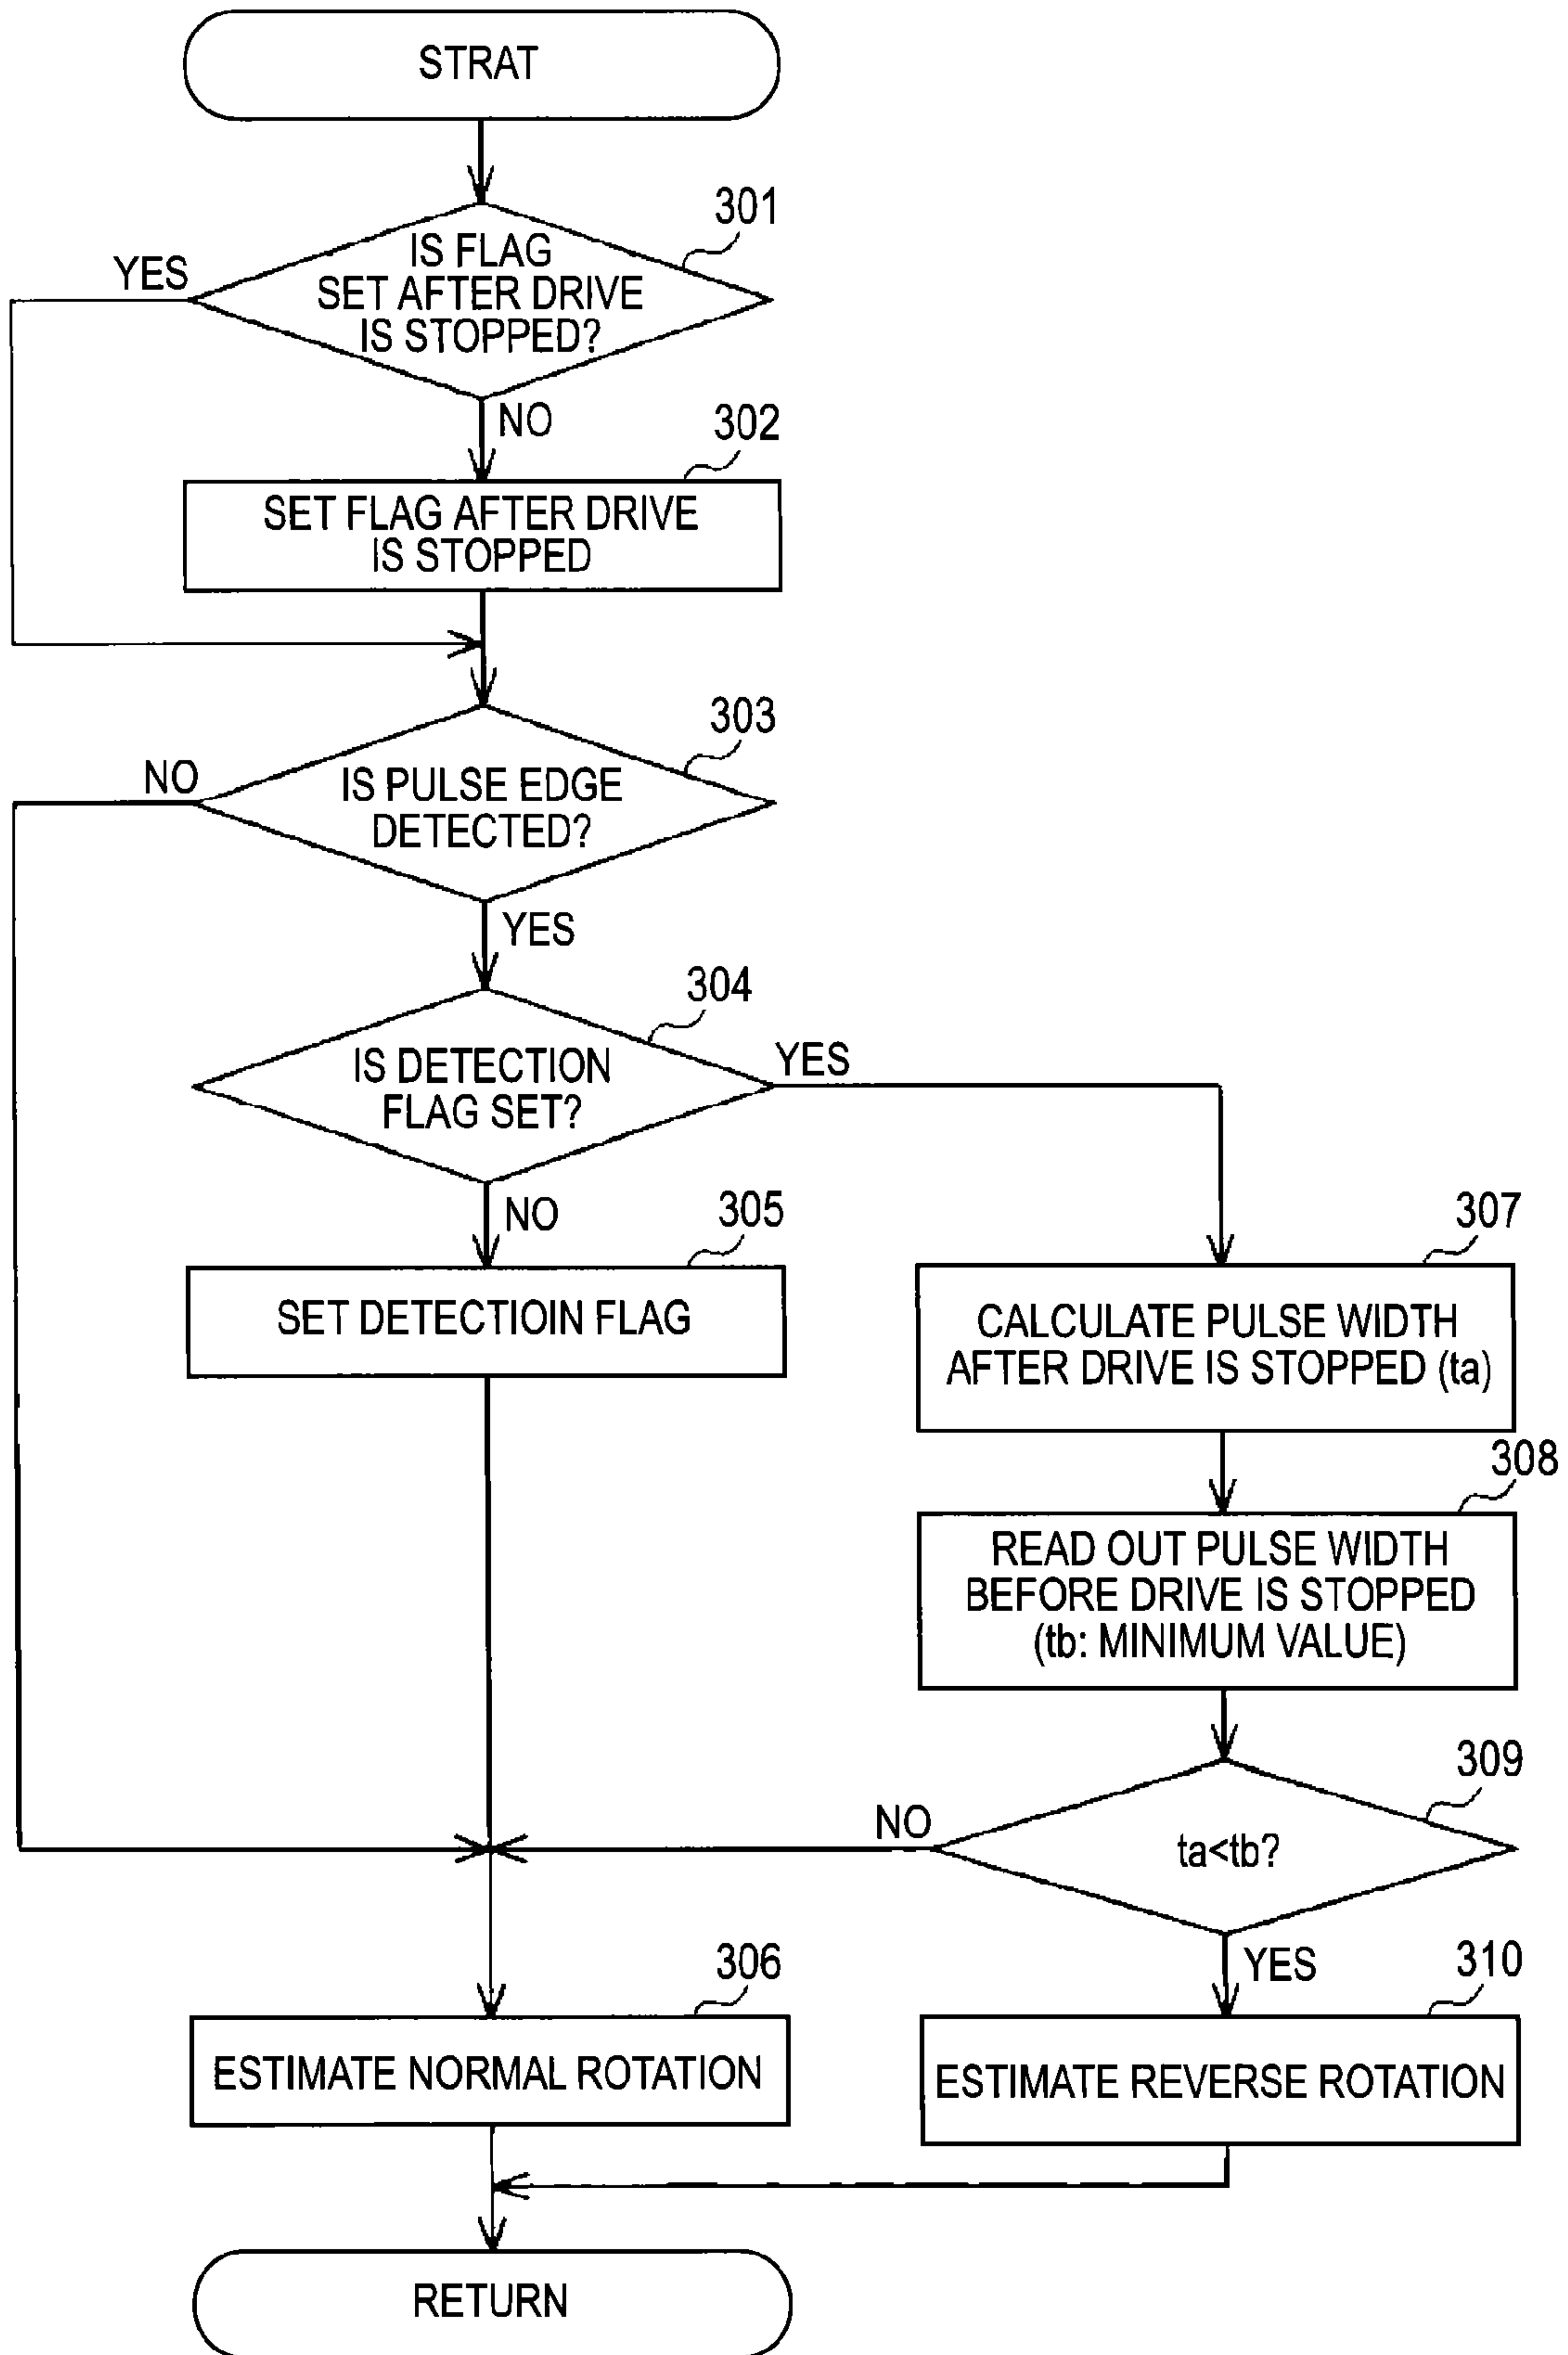 STRAT
301
IS FLAG
SET AFTER DRIVE
IS STOPPED?
YES
NO
302
SET FLAG AFTER DRIVE
IS STOPPED
303
IS PULSE EDGE
DETECTED?
NO
YES
304
IS DETECTION
FLAG SET?
YES
NO
305
SET DETECTIOIN FLAG
307
CALCULATE PULSE WIDTH
AFTER DRIVE IS STOPPED (ta)
308
READ OUT PULSE WIDTH
BEFORE DRIVE IS STOPPED
(tb: MINIMUM VALUE)
309
ta<tb?
NO
YES
306
ESTIMATE NORMAL ROTATION
310
ESTIMATE REVERSE ROTATION
RETURN